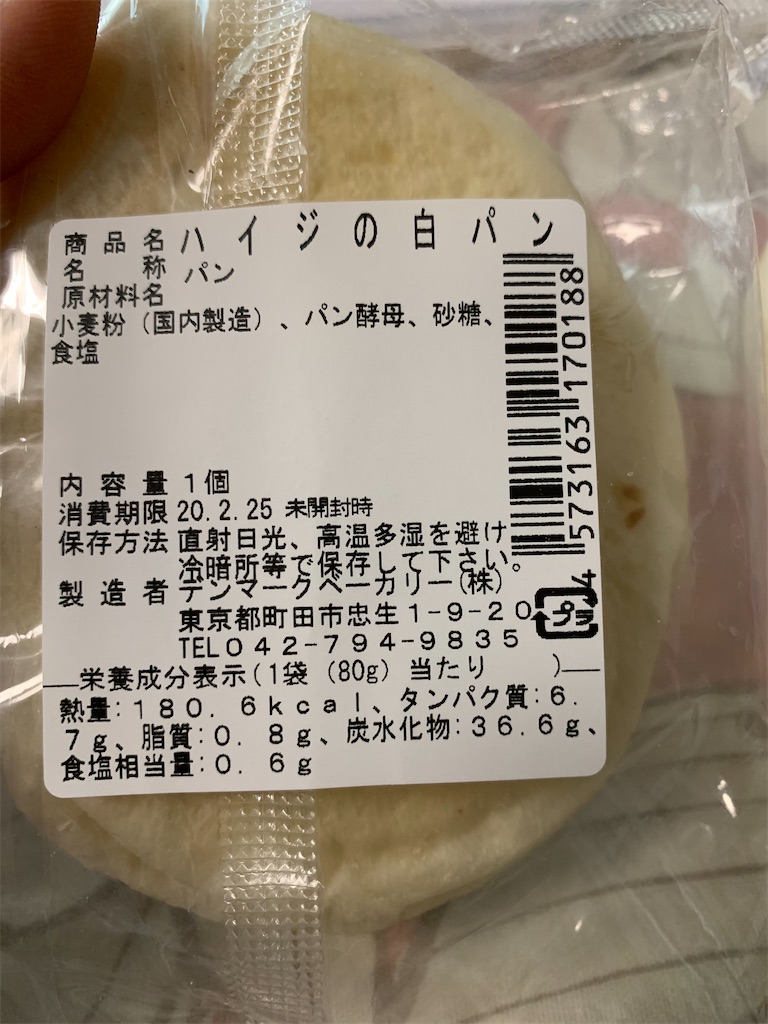 商品名 ハイジの白パン
名称 パン
原材料名
小麦粉（国内製造）、パン酵母、砂糖、
食塩
内容量 1個
消費期限 20.2.25 未開封時
保存方法 直射日光、高温多湿を避け
冷暗所等で保存して下さい。
製造者 デンマークベーカリー(株)
東京都町田市忠生1-9-20
TEL042-794-9835
栄養成分表示(1袋（80g）当たり )
熱量:180.6kcal、タンパク質:6.
7g、脂質:0.8g、炭水化物:36.6g、
食塩相当量:0.6g
4573163170188
プラ